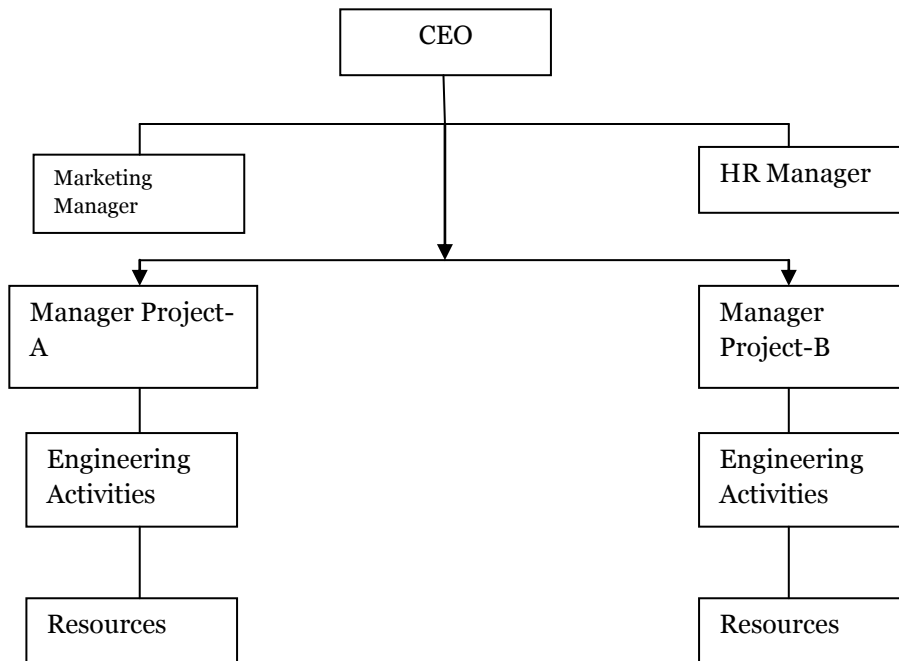 CEO
Marketing
Manager
HR Manager
Manager Project-
A
Manager
Project-B
Engineering
Activities
Engineering
Activities
Resources
Resources